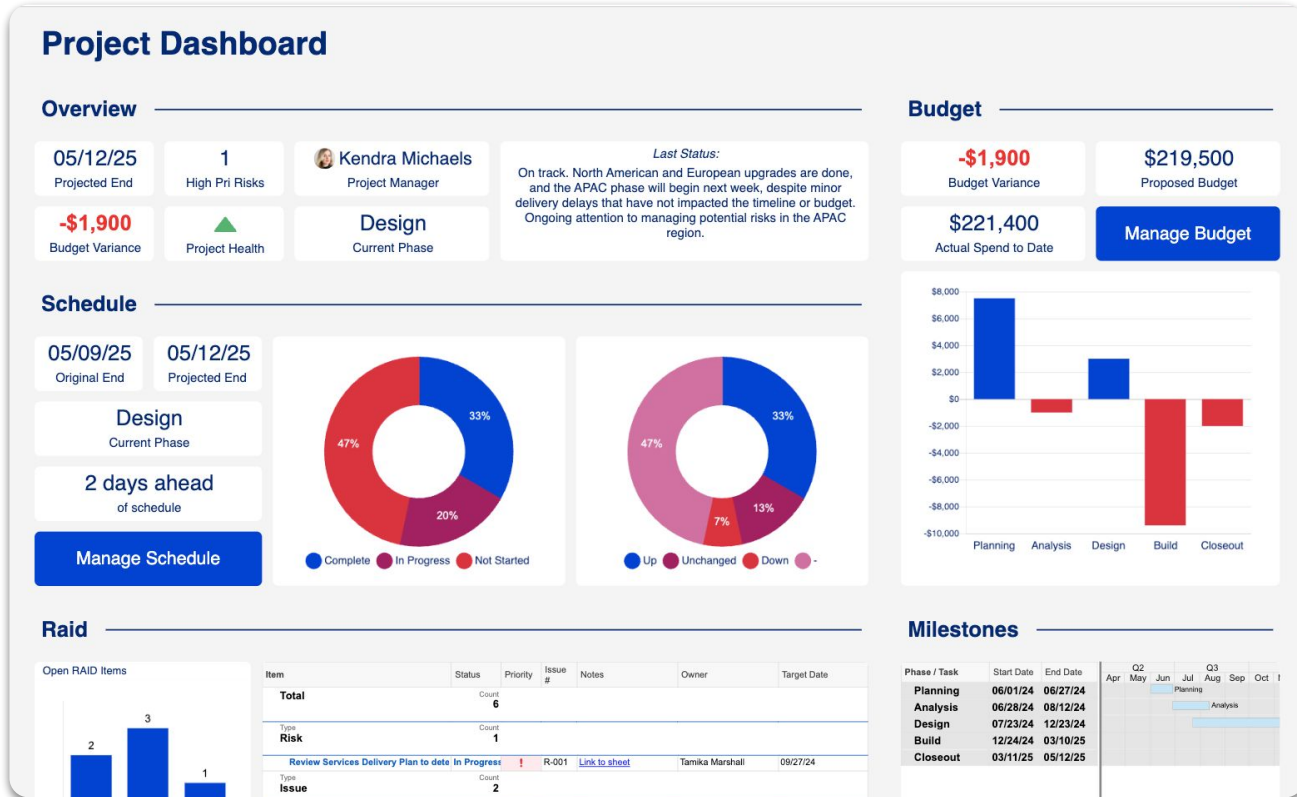 Project Dashboard
Overview
05/12/25
Projected End
1
High Pri Risks
Kendra Michaels
Project Manager
-$1,900
Budget Variance
Project Health
Design
Current Phase
Last Status:
On track. North American and European upgrades are done,
and the APAC phase will begin next week, despite minor
delivery delays that have not impacted the timeline or budget.
Ongoing attention to managing potential risks in the APAC
region.
Budget
-$1,900
Budget Variance
$219,500
Proposed Budget
$221,400
Actual Spend to Date
Manage Budget
$8,000
$6,000
$4,000
$2,000
$0
-$2,000
-$4,000
-$6,000
-$8,000
-$10,000
Planning Analysis Design Build Closeout
Schedule
05/09/25
Original End
05/12/25
Projected End
Design
Current Phase
2 days ahead
of schedule
Manage Schedule
33%
47%
20%
Complete In Progress Not Started
33%
47%
13%
7%
Up Unchanged Down -
Raid
Open RAID Items
2
3
1
Item Status Priority Issue # Notes Owner Target Date
Total Count
6
Type Count
Risk 1
Review Services Delivery Plan to dete In Progress ! R-001 Link to sheet Tamika Marshall 09/27/24
Type Count
Issue 2
Milestones
Phase / Task Start Date End Date
Q2 Q3
Apr May Jun Jul Aug Sep Oct
Planning 06/01/24 06/27/24 Planning
Analysis 06/28/24 08/12/24 Analysis
Design 07/23/24 12/23/24
Build 12/24/24 03/10/25
Closeout 03/11/25 05/12/25